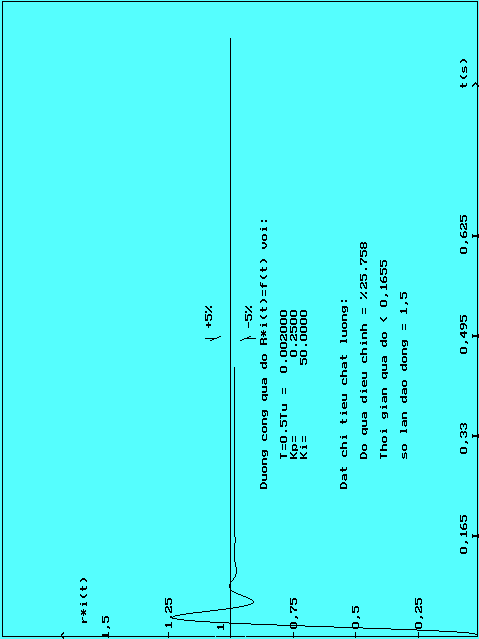 r*i(t)
1,5
1,25
1
0,75
0,5
0,25
+5%
-5%
Duong cong qua do R*i(t)=f(t) voi:
T=0.5Tu = 0.002000
Kp= 0.2500
Ki= 50.0000
Dat chi tieu chat luong:
Do qua dieu chinh = %25.758
Thoi gian qua do < 0,1655
so lan dao dong = 1,5
0,165
0,33
0,495
0,625
t(s)